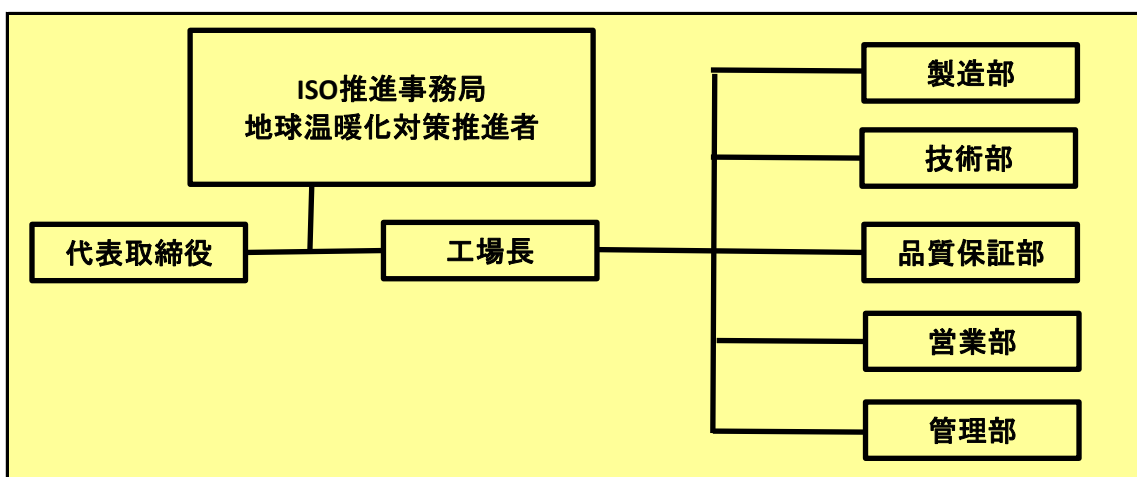 ISO推進事務局
地球温暖化対策推進者
代表取締役
工場長
製造部
技術部
品質保証部
営業部
管理部